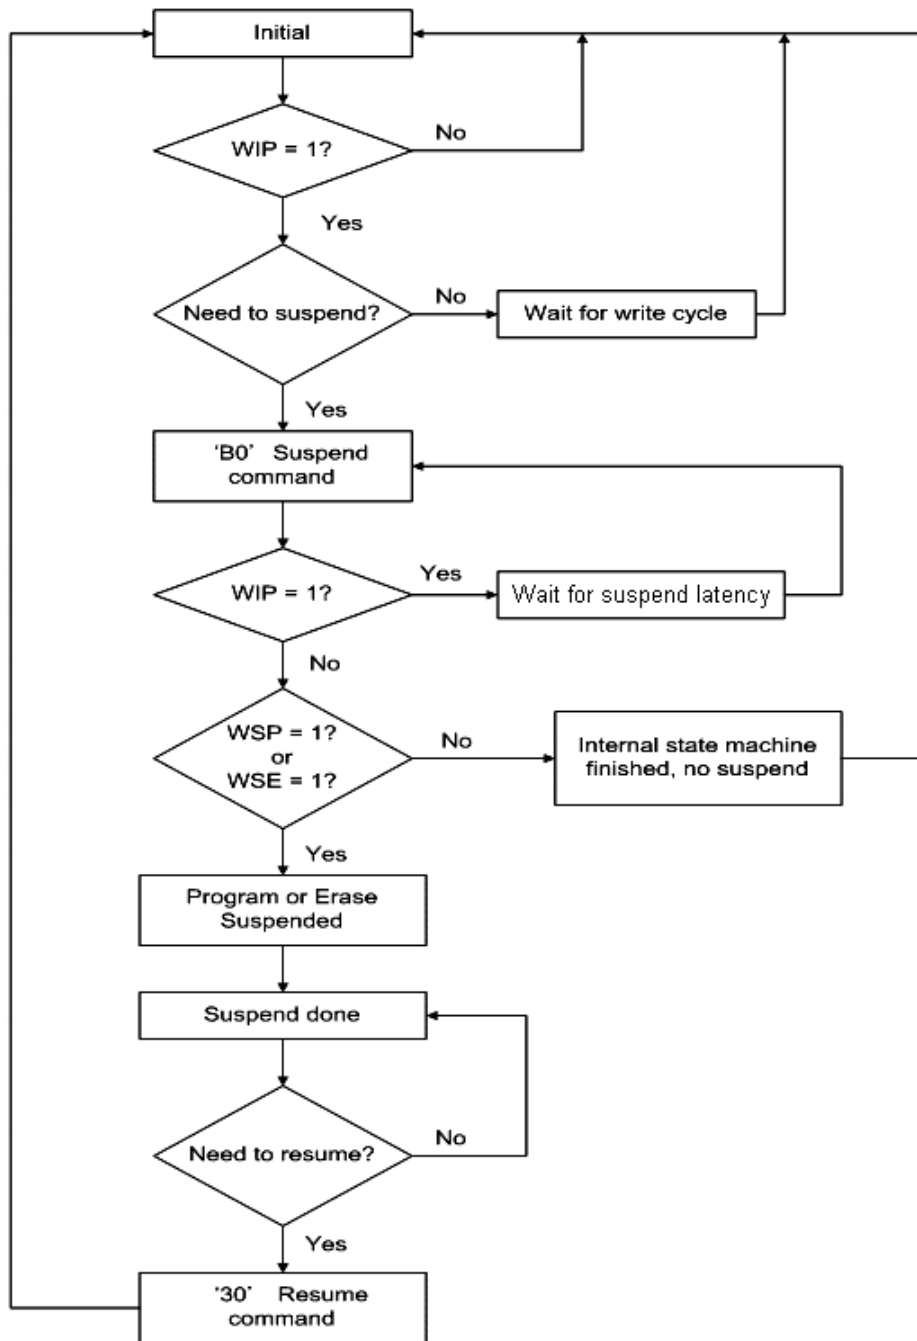 Initial
WIP = 1?
No
Yes
Need to suspend?
No
Wait for write cycle
Yes
'B0' Suspend
command
WIP = 1?
Yes
Wait for suspend latency
No
WSP = 1?
or
WSE = 1?
No
Internal state machine
finished, no suspend
Yes
Program or Erase
Suspended
Suspend done
Need to resume?
No
Yes
'30' Resume
command